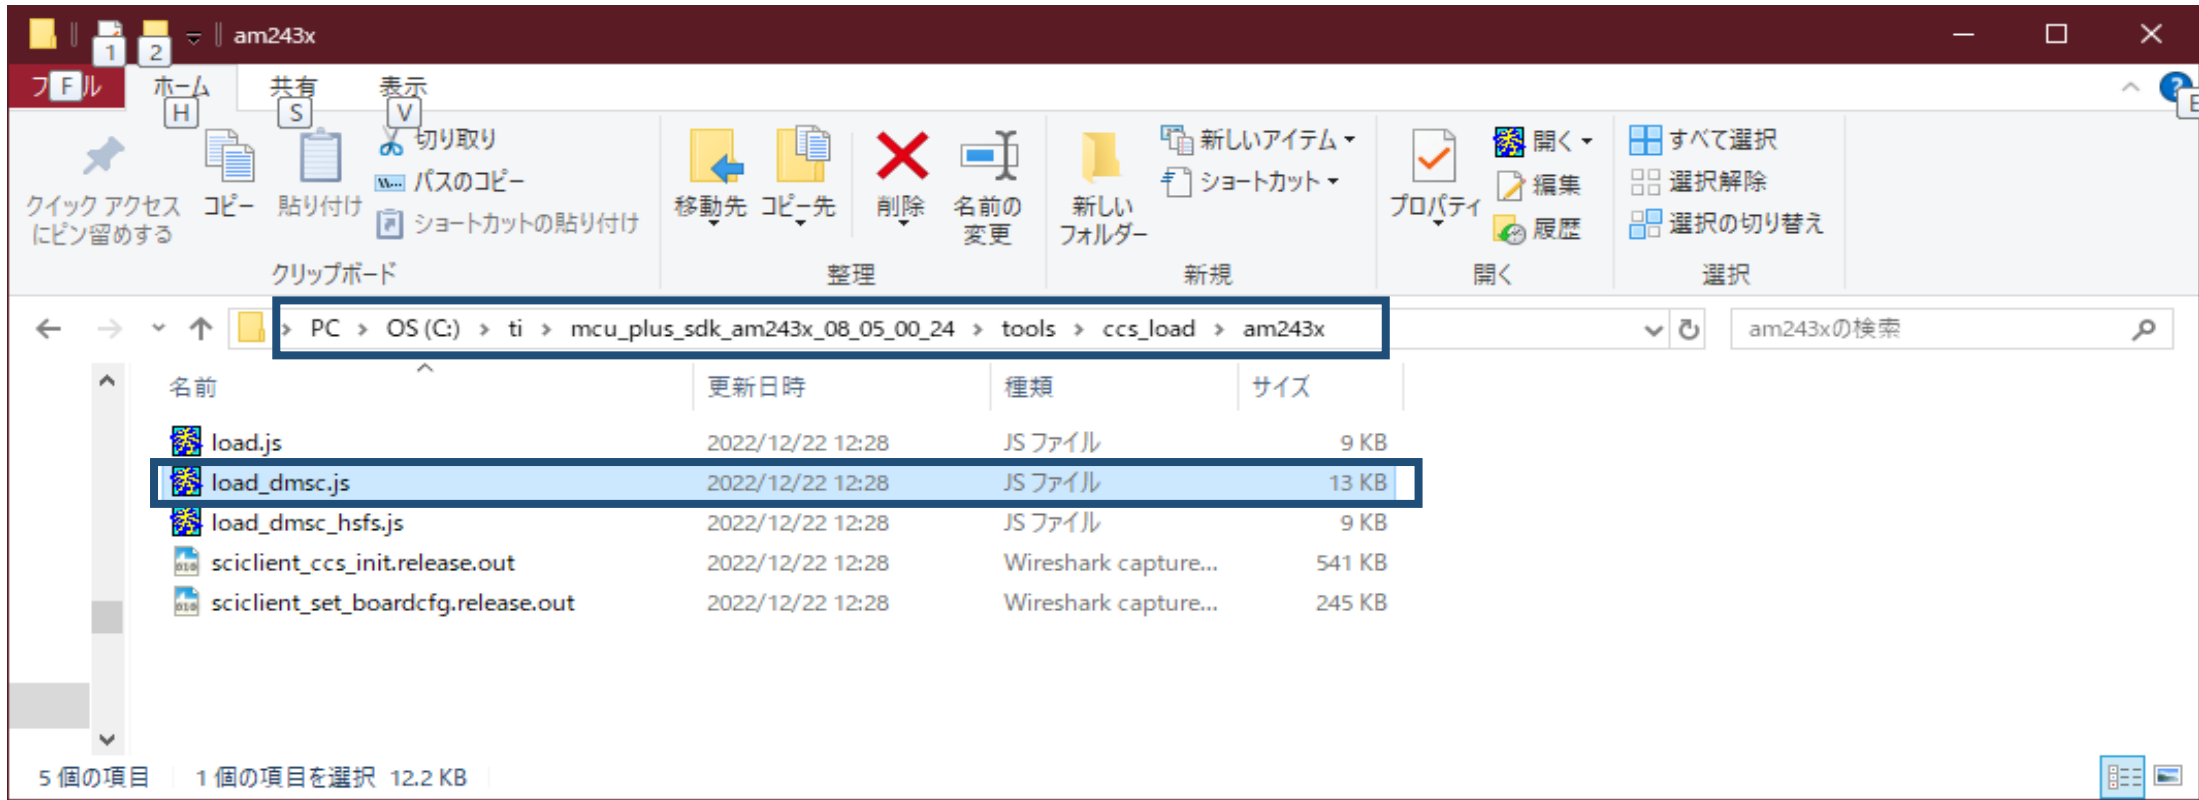 am243x
1
2
フ F ル
ホーム
共有
表示
H
S
V
E
クイック アクセス
にピン留めする
コピー
貼り付け
切り取り
パスのコピー
ショートカットの貼り付け
クリップボード
移動先
コピー先
削除
名前の
変更
整理
新しい
フォルダー
新しいアイテム
ショートカット
新規
プロパティ
開く
編集
履歴
開く
すべて選択
選択解除
選択の切り替え
選択
PC > OS (C:) > ti > mcu_plus_sdk_am243x_08_05_00_24 > tools > ccs_load > am243x
am243xの検索
名前 更新日時 種類 サイズ
load.js 2022/12/22 12:28 JS ファイル 9 KB
load_dmsc.js 2022/12/22 12:28 JS ファイル 13 KB
load_dmsc_hsfs.js 2022/12/22 12:28 JS ファイル 9 KB
sciclient_ccs_init.release.out 2022/12/22 12:28 Wireshark capture... 541 KB
sciclient_set_boardcfg.release.out 2022/12/22 12:28 Wireshark capture... 245 KB
5 個の項目 1 個の項目を選択 12.2 KB